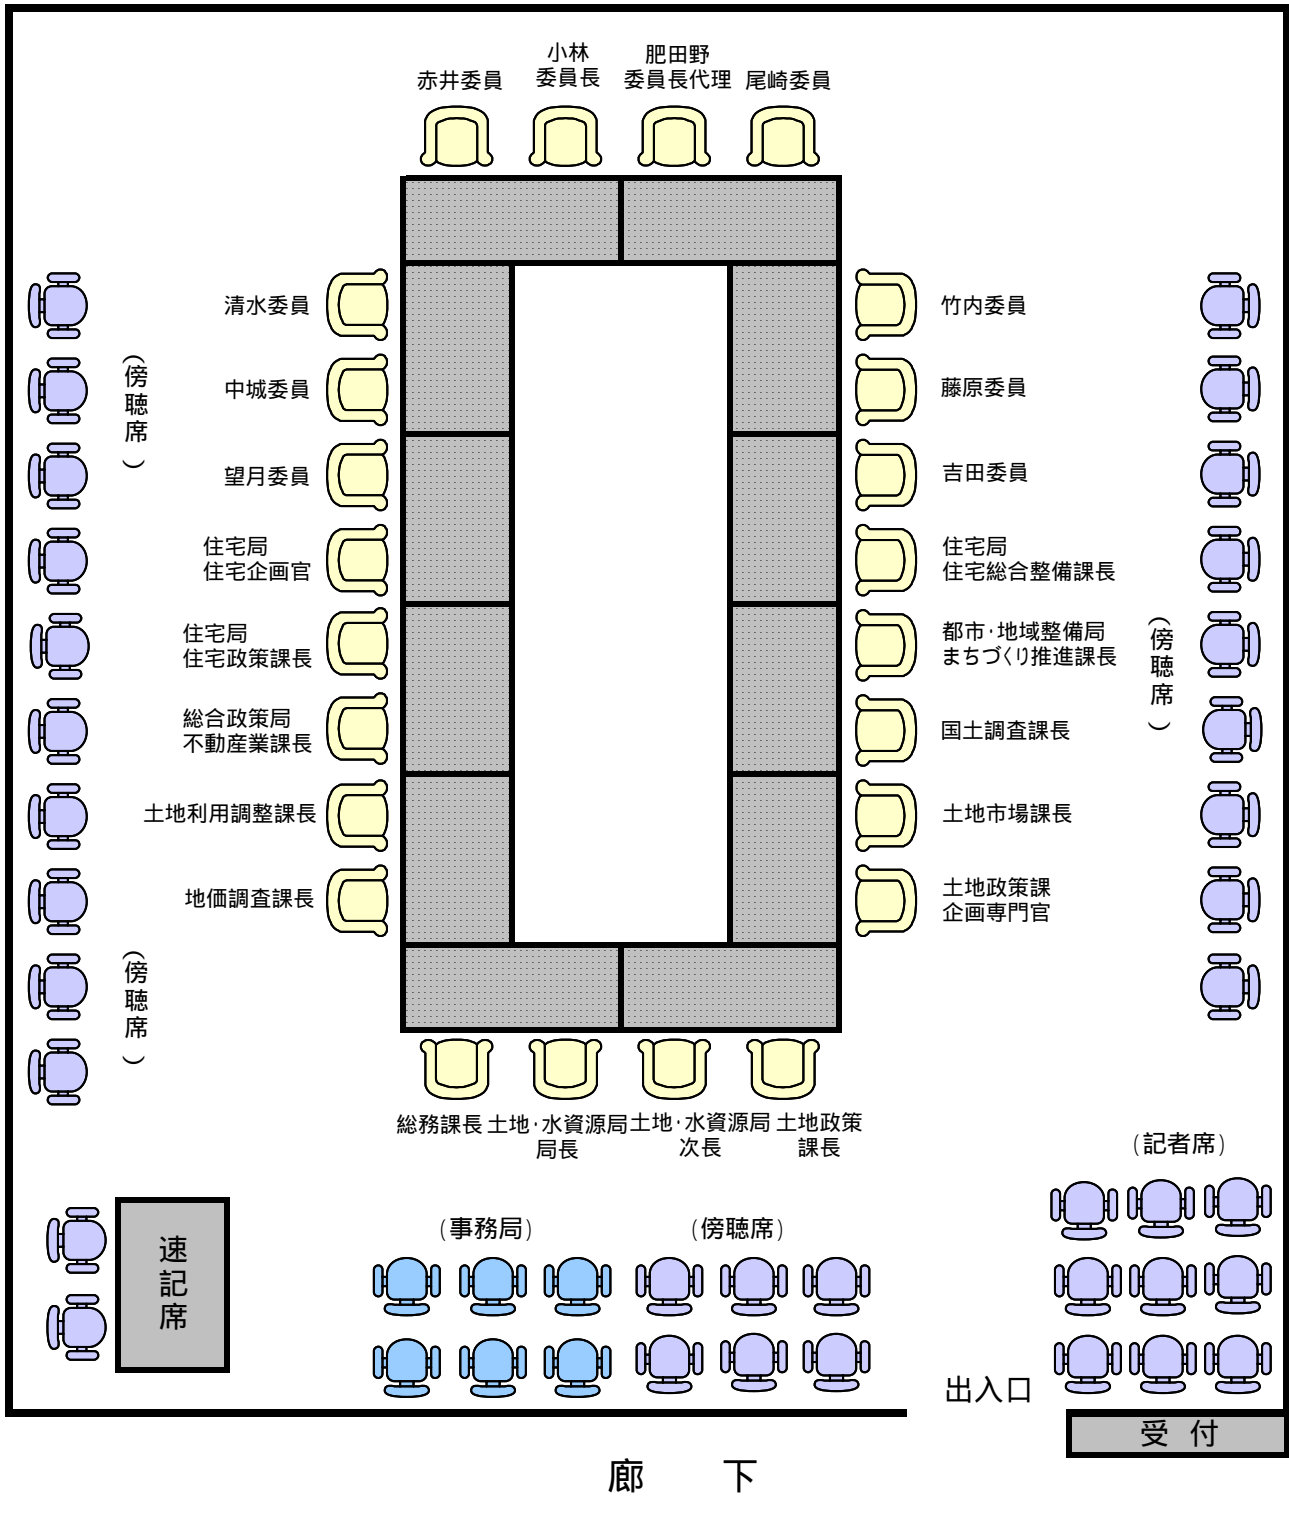 小林
委員長
肥田野
委員長代理
赤井委員
尾崎委員
清水委員
中城委員
望月委員
住宅局
住宅企画官
住宅局
住宅政策課長
総合政策局
不動産業課長
土地利用調整課長
地価調査課長
竹内委員
藤原委員
吉田委員
住宅局
住宅総合整備課長
都市・地域整備局
まちづくり推進課長
国土調査課長
土地市場課長
土地政策課
企画専門官
(傍聴席)
(傍聴席)
(傍聴席)
総務課長
土地・水資源局
局長
土地・水資源局
次長
土地政策
課長
(記者席)
(事務局)
(傍聴席)
速記席
出入口
受付
廊下